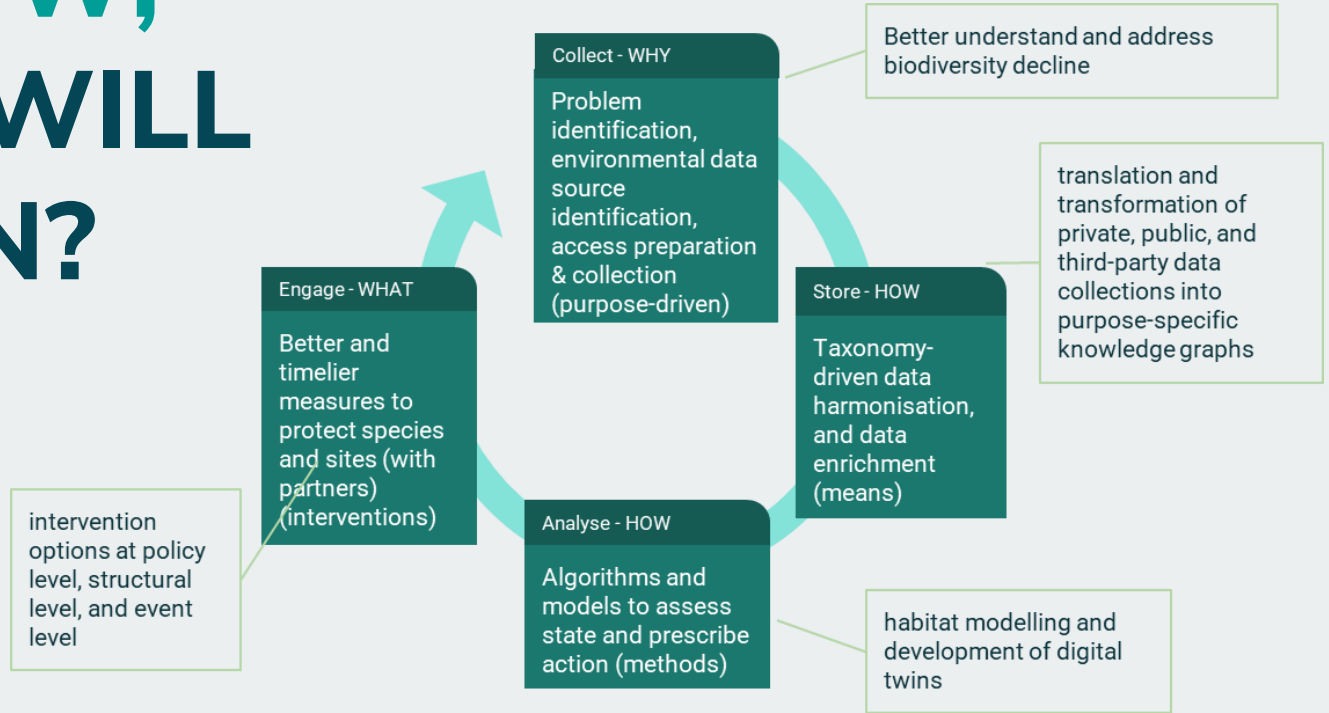 W,
WILL
N?
Collect - WHY
Problem
identification,
environmental data
source
identification,
access preparation
& collection
(purpose-driven)
Better understand and address
biodiversity decline
Store - HOW
Taxonomy-
driven data
harmonisation,
and data
enrichment
(means)
translation and
transformation of
private, public, and
third-party data
collections into
purpose-specific
knowledge graphs
Analyse - HOW
Algorithms and
models to assess
state and prescribe
action (methods)
habitat modelling and
development of digital
twins
Engage - WHAT
Better and
timelier
measures to
protect species
and sites (with
partners)
(interventions)
intervention
options at policy
level, structural
level, and event
level